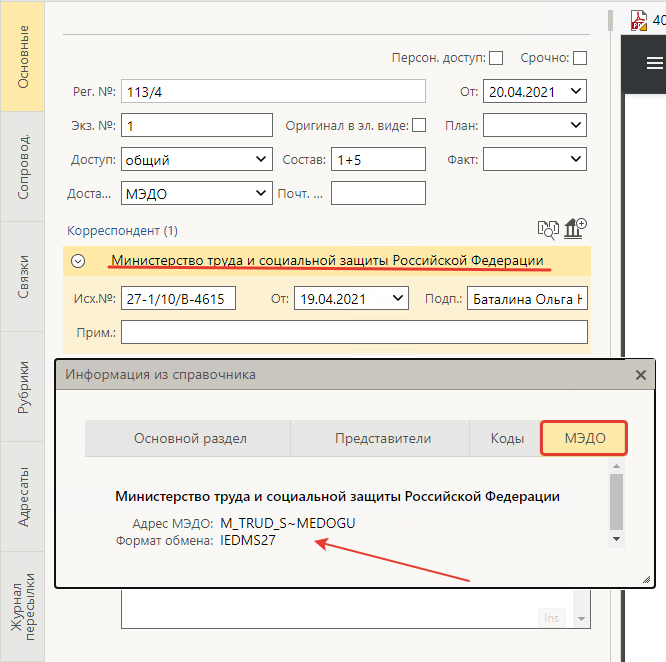 40
Основные
Сопровод.
Связки
Рубрики
Адресаты
Журнал
пересылки
Персон. доступ: Срочно:
Рег. №: 113/4 От: 20.04.2021
Экз. №: 1 Оригинал в эл. виде: План:
Доступ: общий Состав: 1+5 Факт:
Доста... МЭДО Почт. ...
Корреспондент (1)
Министерство труда и социальной защиты Российской Федерации
Исх.№: 27-1/10/В-4615 От: 19.04.2021 Подп.: Баталина Ольга
Прим.:
Информация из справочника
Основной раздел Представители Коды МЭДО
Министерство труда и социальной защиты Российской Федерации
Адрес МЭДО: M_TRUD_S~MEDOGU
Формат обмена: IEDMS27
Ins